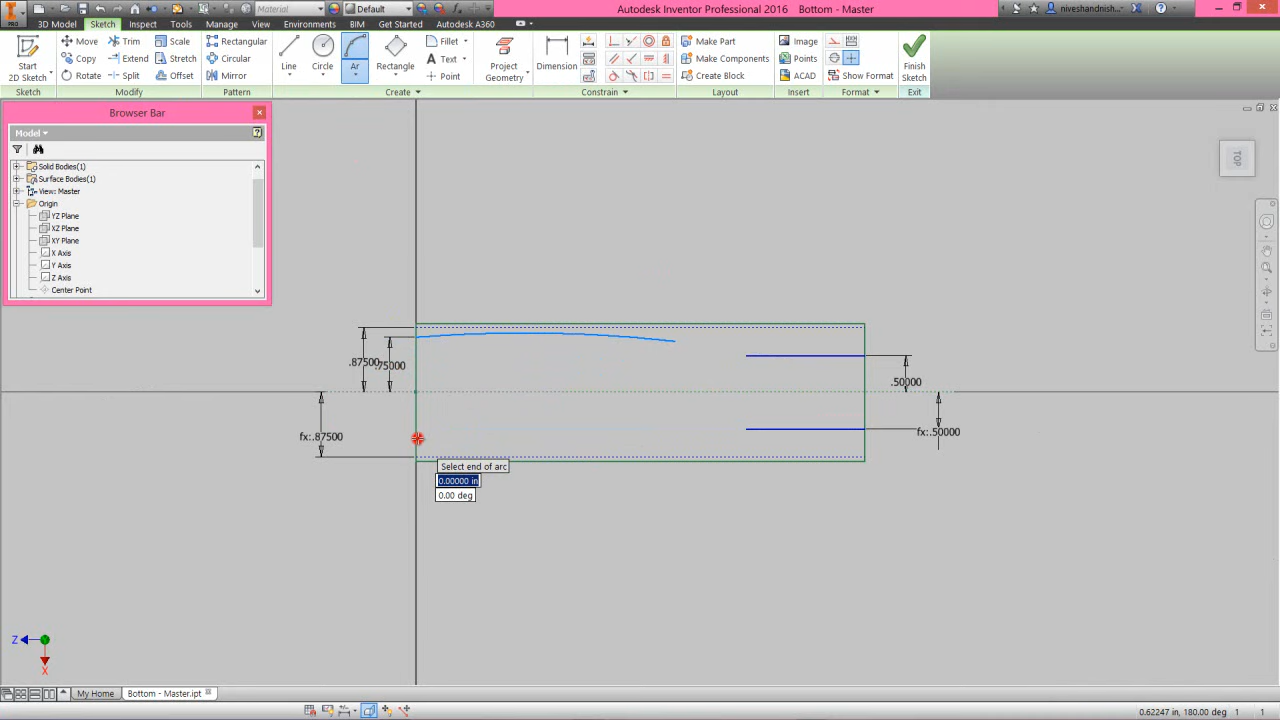 Material
Default
Autodesk Inventor Professional 2016 Bottom - Master
niveshandnish...
PRO
3D Model Sketch Inspect Tools Manage View Environments BIM Get Started Autodesk A360
Start
2D Sketch
Move Trim Scale
Copy Extend Stretch
Rotate Split Offset
Rectangular
Circular
Mirror
Line
Circle
Ar
Rectangle
Fillet
Text
Point
Project
Geometry
Dimension
Make Part
Make Components
Create Block
Image
Points
ACAD
Show Format
Finish
Sketch
Sketch Modify Pattern Create Constrain Layout Insert Format Exit
Browser Bar
Model
Solid Bodies(1)
Surface Bodies(1)
View: Master
Origin
YZ Plane
XZ Plane
XY Plane
X Axis
Y Axis
Z Axis
Center Point
TOP
.87500
.75000
.50000
fx:.87500
fx:.50000
Select end of arc
0.00000 in
0.00 deg
Z
X
My Home Bottom - Master.ipt
0.62247 in, 180.00 deg 1 1